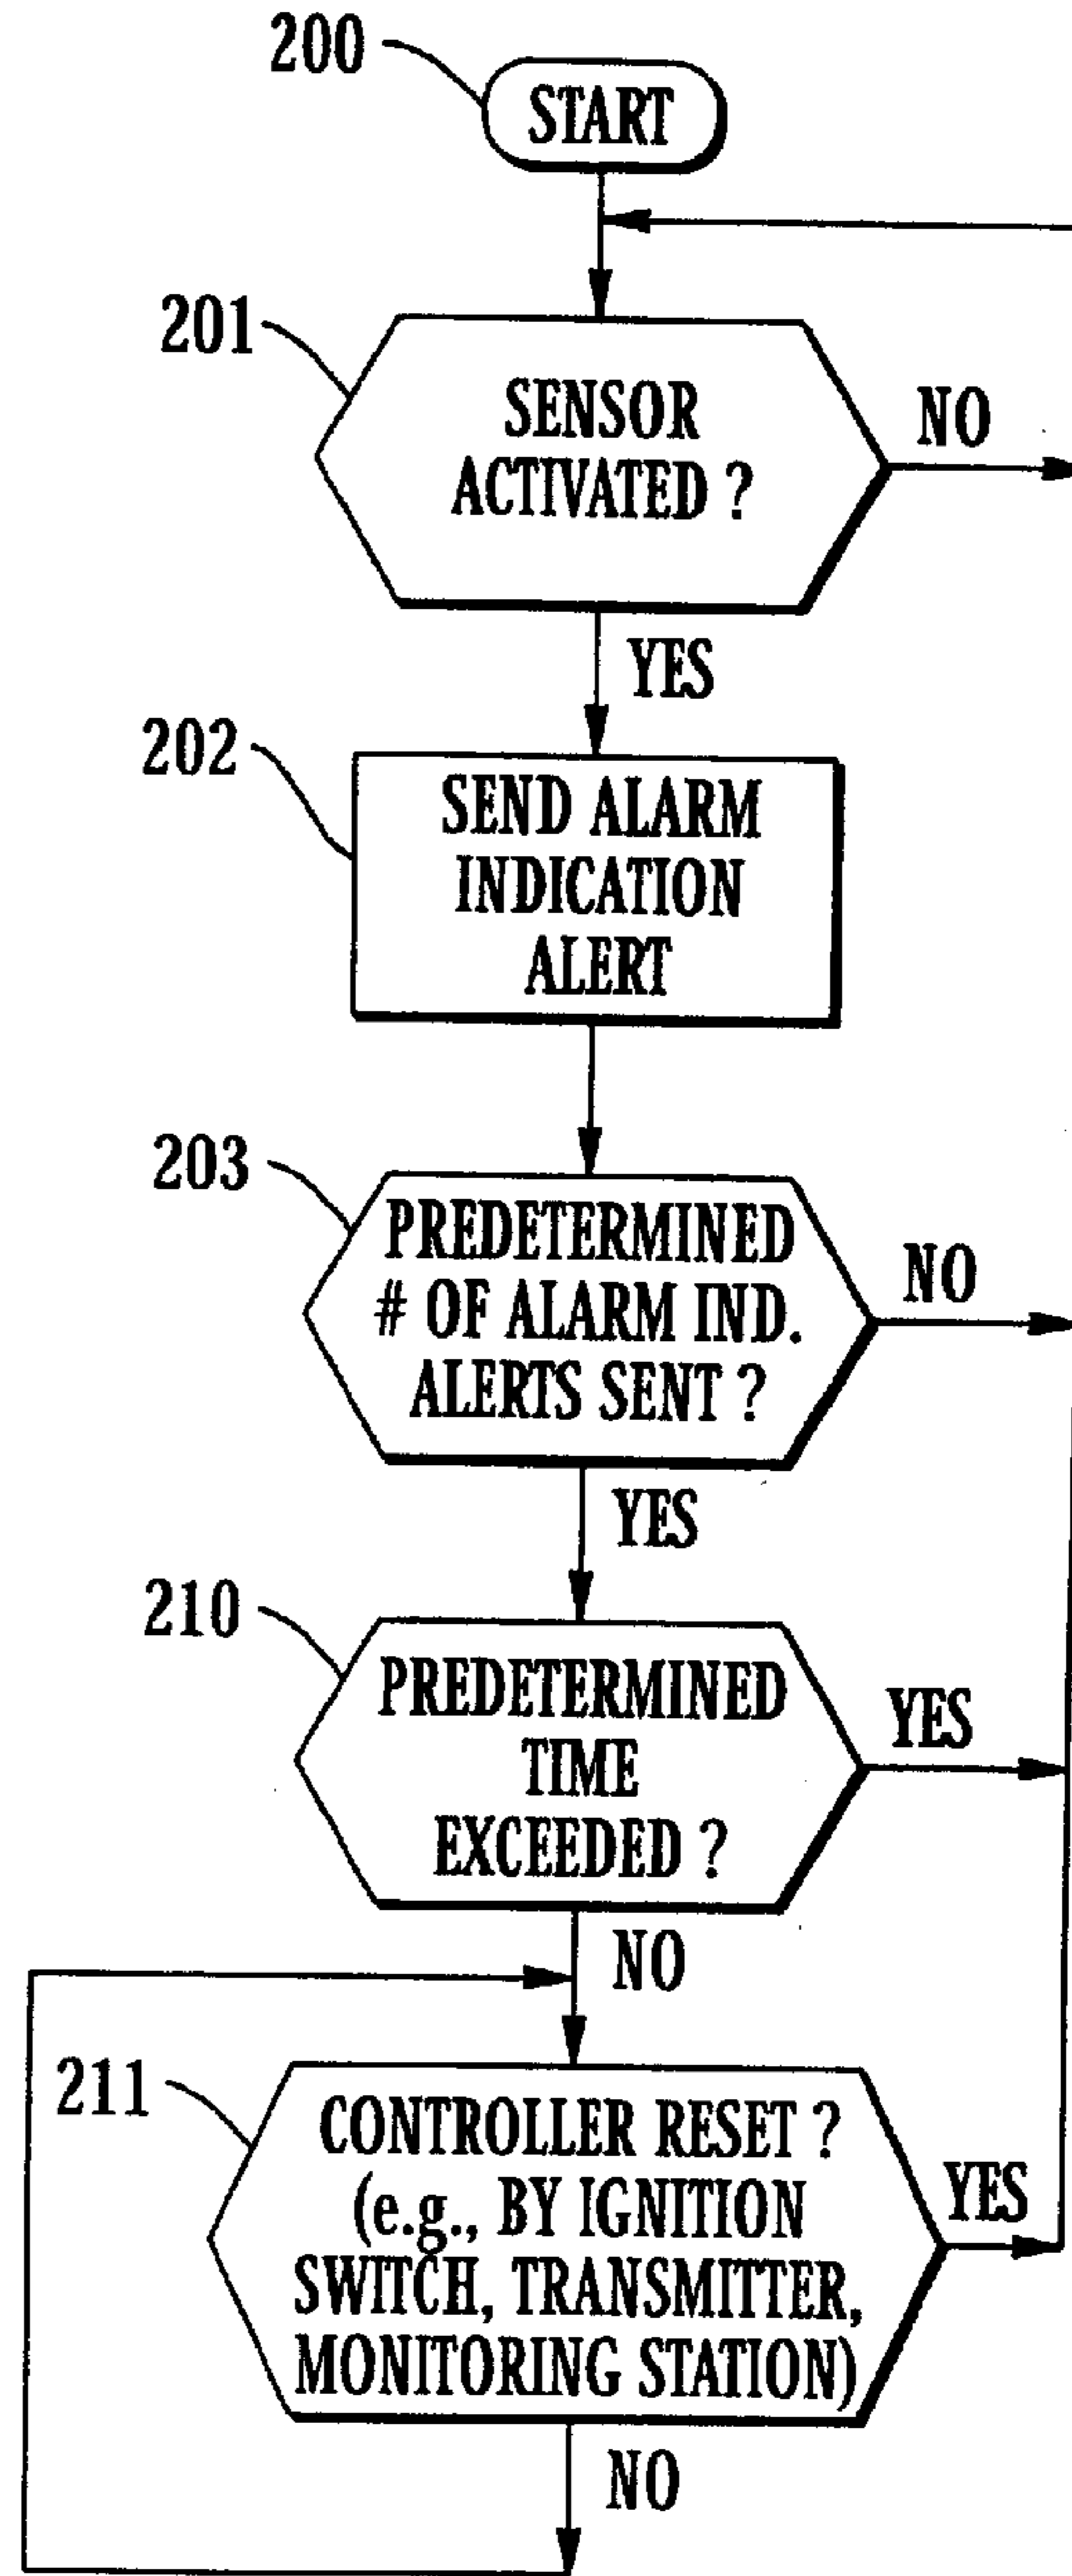 200
START
201
SENSOR
ACTIVATED ?
NO
YES
202
SEND ALARM
INDICATION
ALERT
203
PREDETERMINED
# OF ALARM IND.
ALERTS SENT ?
NO
YES
210
PREDETERMINED
TIME
EXCEEDED ?
YES
NO
211
CONTROLLER RESET ?
(e.g., BY IGNITION
SWITCH, TRANSMITTER,
MONITORING STATION)
YES
NO